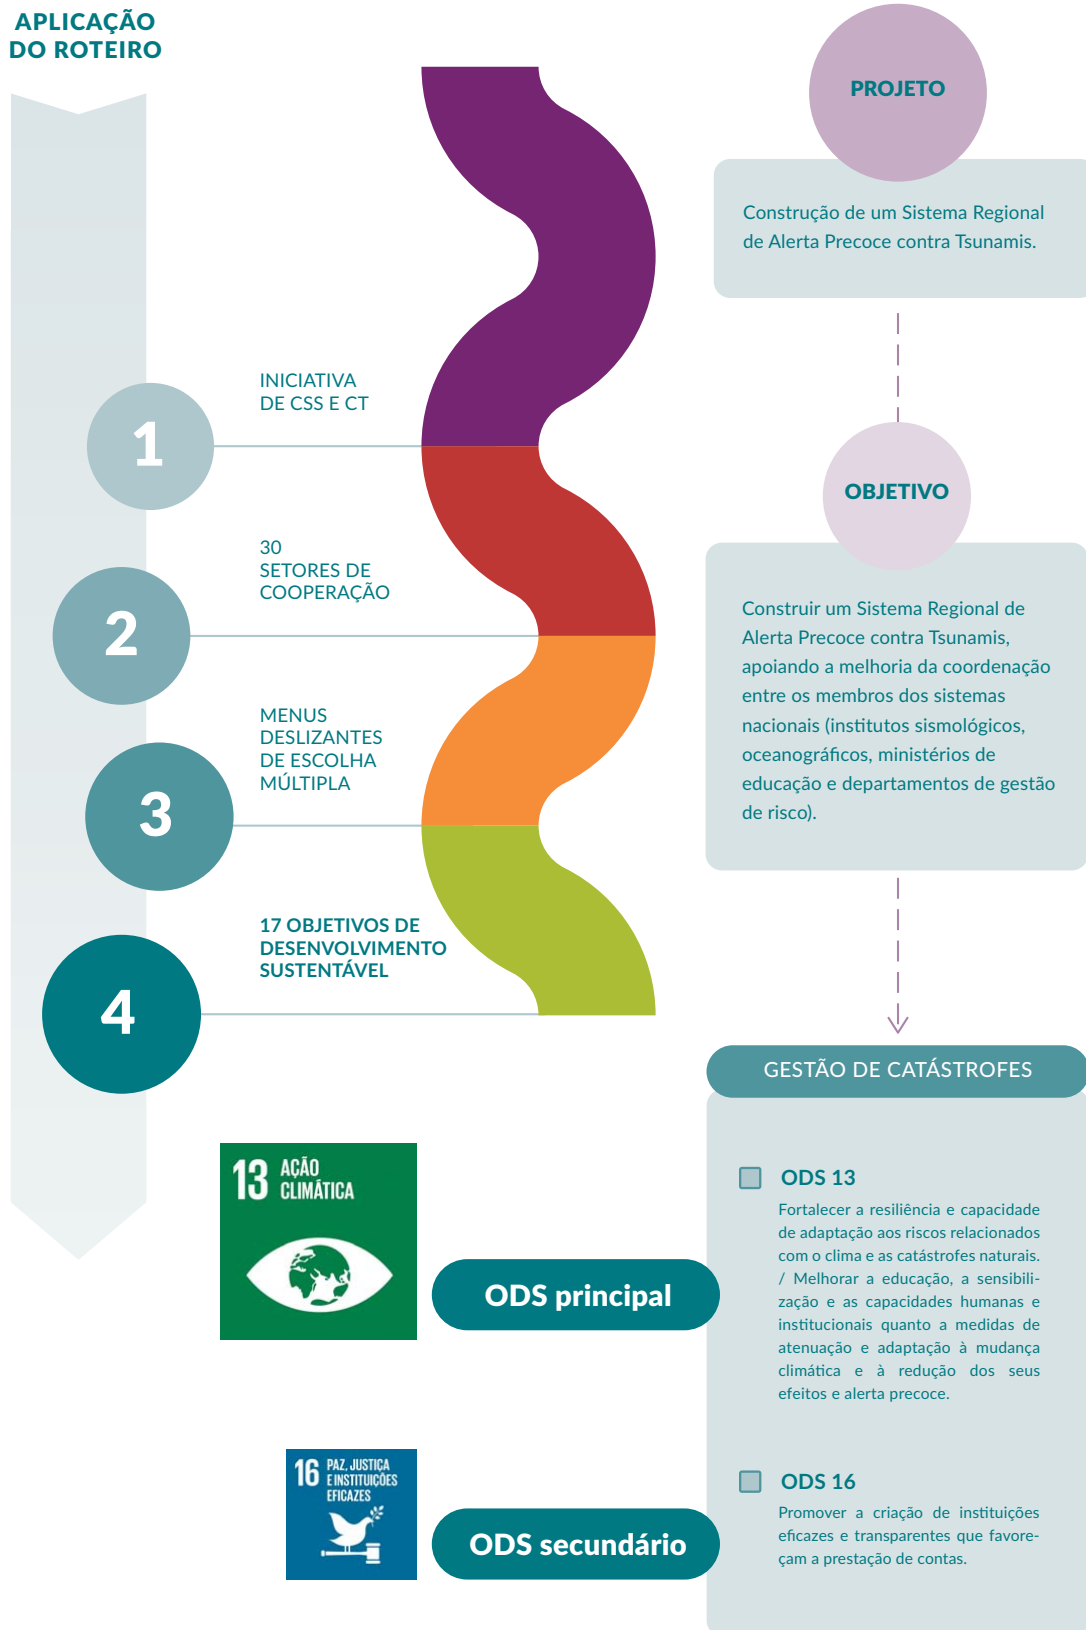 APLICAÇÃO
DO ROTEIRO
PROJETO
Construção de um Sistema Regional
de Alerta Precoce contra Tsunamis.
1
INICIATIVA
DE CSS E CT
2
30
SETORES DE
COOPERAÇÃO
3
MENUS
DESLIZANTES
DE ESCOLHA
MÚLTIPLA
4
17 OBJETIVOS DE
DESENVOLVIMENTO
SUSTENTÁVEL
OBJETIVO
Construir um Sistema Regional de
Alerta Precoce contra Tsunamis,
apoiando a melhoria da coordenação
entre os membros dos sistemas
nacionais (institutos sismológicos,
oceanográficos, ministérios de
educação e departamentos de gestão
de risco).
GESTÃO DE CATÁSTROFES
13 AÇÃO
CLIMÁTICA
ODS principal
ODS 13
Fortalecer a resiliência e capacidade
de adaptação aos riscos relacionados
com o clima e as catástrofes naturais.
/ Melhorar a educação, a sensibili-
zação e as capacidades humanas e
institucionais quanto a medidas de
atenuação e adaptação à mudança
climática e à redução dos seus
efeitos e alerta precoce.
16 PAZ, JUSTIÇA
E INSTITUIÇÕES
EFICAZES
ODS secundário
ODS 16
Promover a criação de instituições
eficazes e transparentes que favore-
çam a prestação de contas.